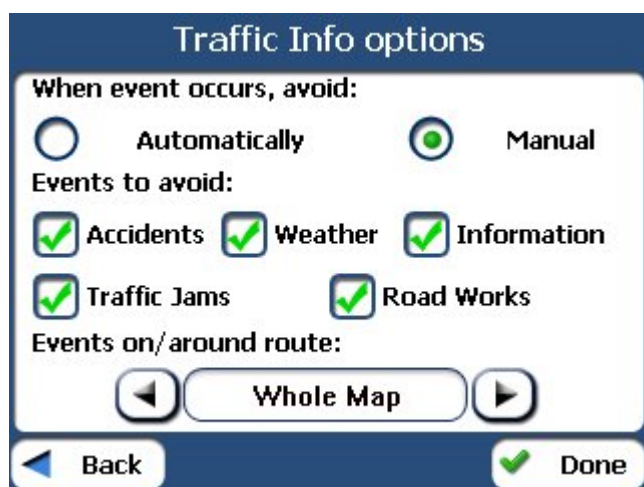 Traffic Info options
When event occurs, avoid:
Automatically Manual
Events to avoid:
Accidents Weather Information
Traffic Jams Road Works
Events on/around route:
Whole Map
Back Done